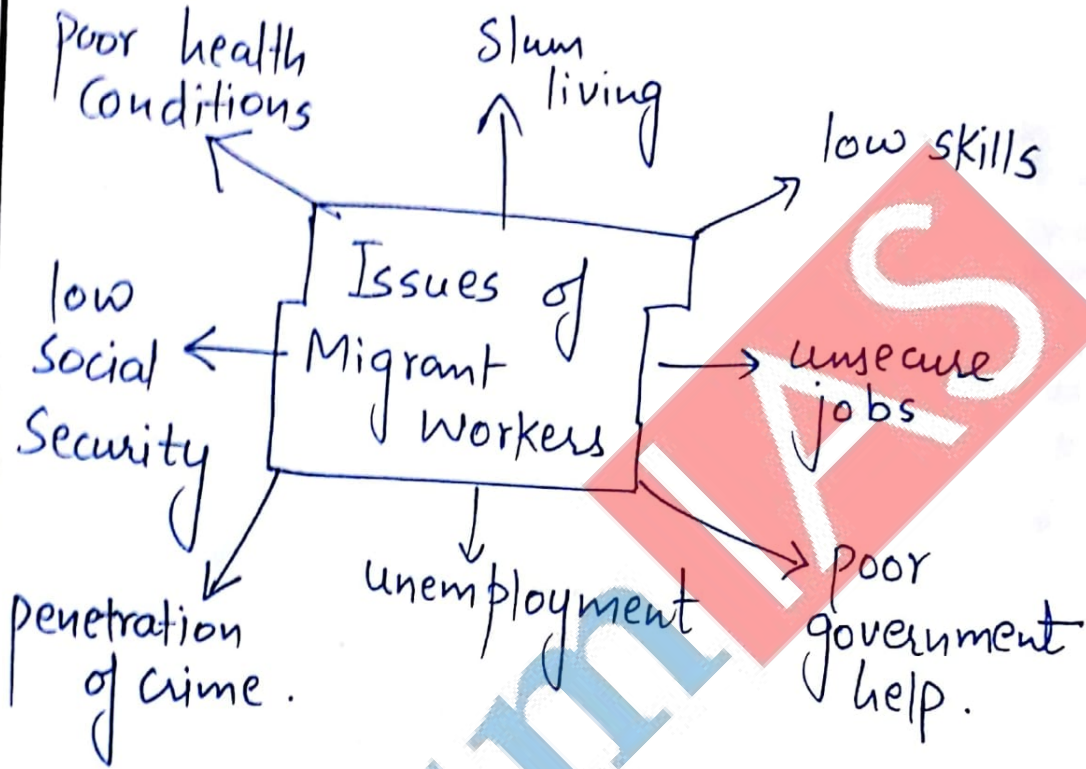 poor health
conditions
Slum
living
low skills
Issues of
Migrant
Workers
low
social
Security
unsecure
jobs
penetration
of crime.
unemployment
poor
government
help.
m IAS